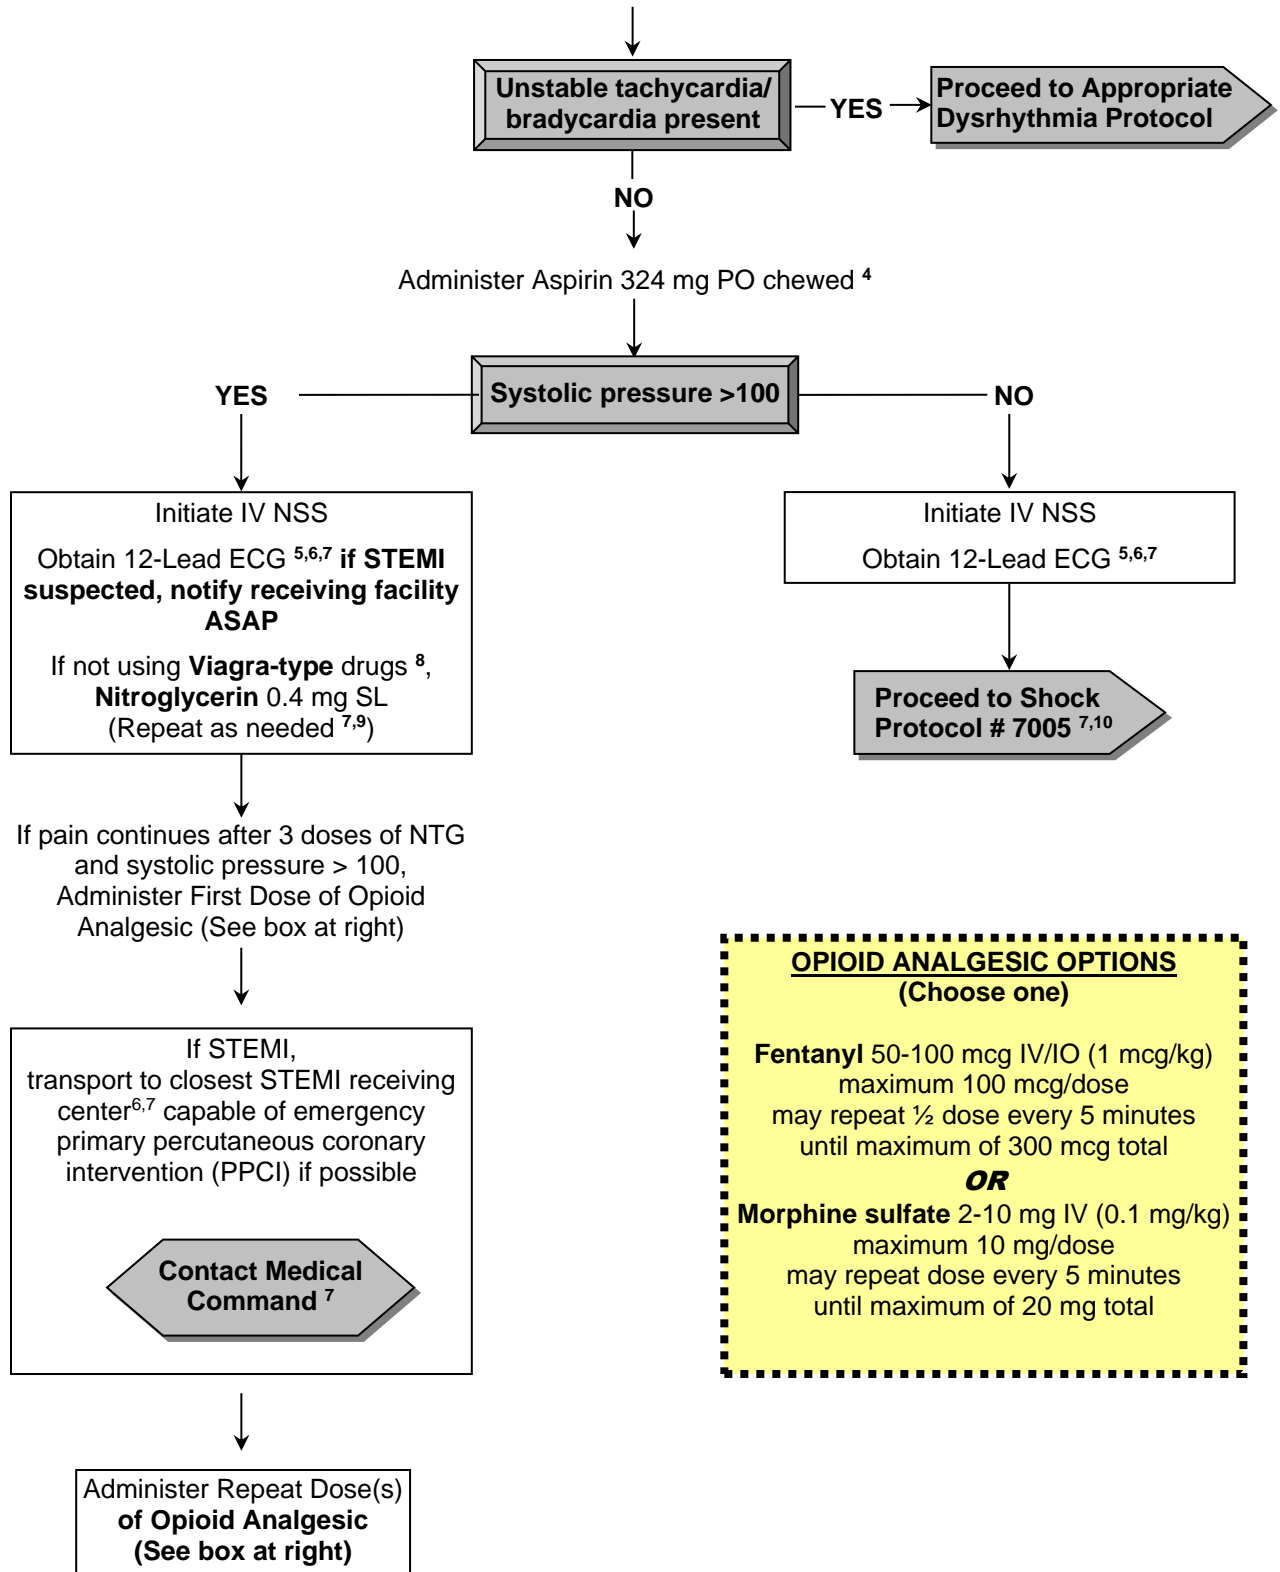 Unstable tachycardia/
bradycardia present
YES
Proceed to Appropriate
Dysrhythmia Protocol
NO
Administer Aspirin 324 mg PO chewed 4
YES
Systolic pressure >100
NO
Initiate IV NSS
Obtain 12-Lead ECG 5,6,7 if STEMI
suspected, notify receiving facility
ASAP
If not using Viagra-type drugs 8,
Nitroglycerin 0.4 mg SL
(Repeat as needed 7,9)
Initiate IV NSS
Obtain 12-Lead ECG 5,6,7
Proceed to Shock
Protocol # 7005 7,10
If pain continues after 3 doses of NTG
and systolic pressure > 100,
Administer First Dose of Opioid
Analgesic (See box at right)
If STEMI,
transport to closest STEMI receiving
center6,7 capable of emergency
primary percutaneous coronary
intervention (PPCI) if possible
Contact Medical
Command 7
OPIOID ANALGESIC OPTIONS
(Choose one)
Fentanyl 50-100 mcg IV/IO (1 mcg/kg)
maximum 100 mcg/dose
may repeat ½ dose every 5 minutes
until maximum of 300 mcg total
OR
Morphine sulfate 2-10 mg IV (0.1 mg/kg)
maximum 10 mg/dose
may repeat dose every 5 minutes
until maximum of 20 mg total
Administer Repeat Dose(s)
of Opioid Analgesic
(See box at right)